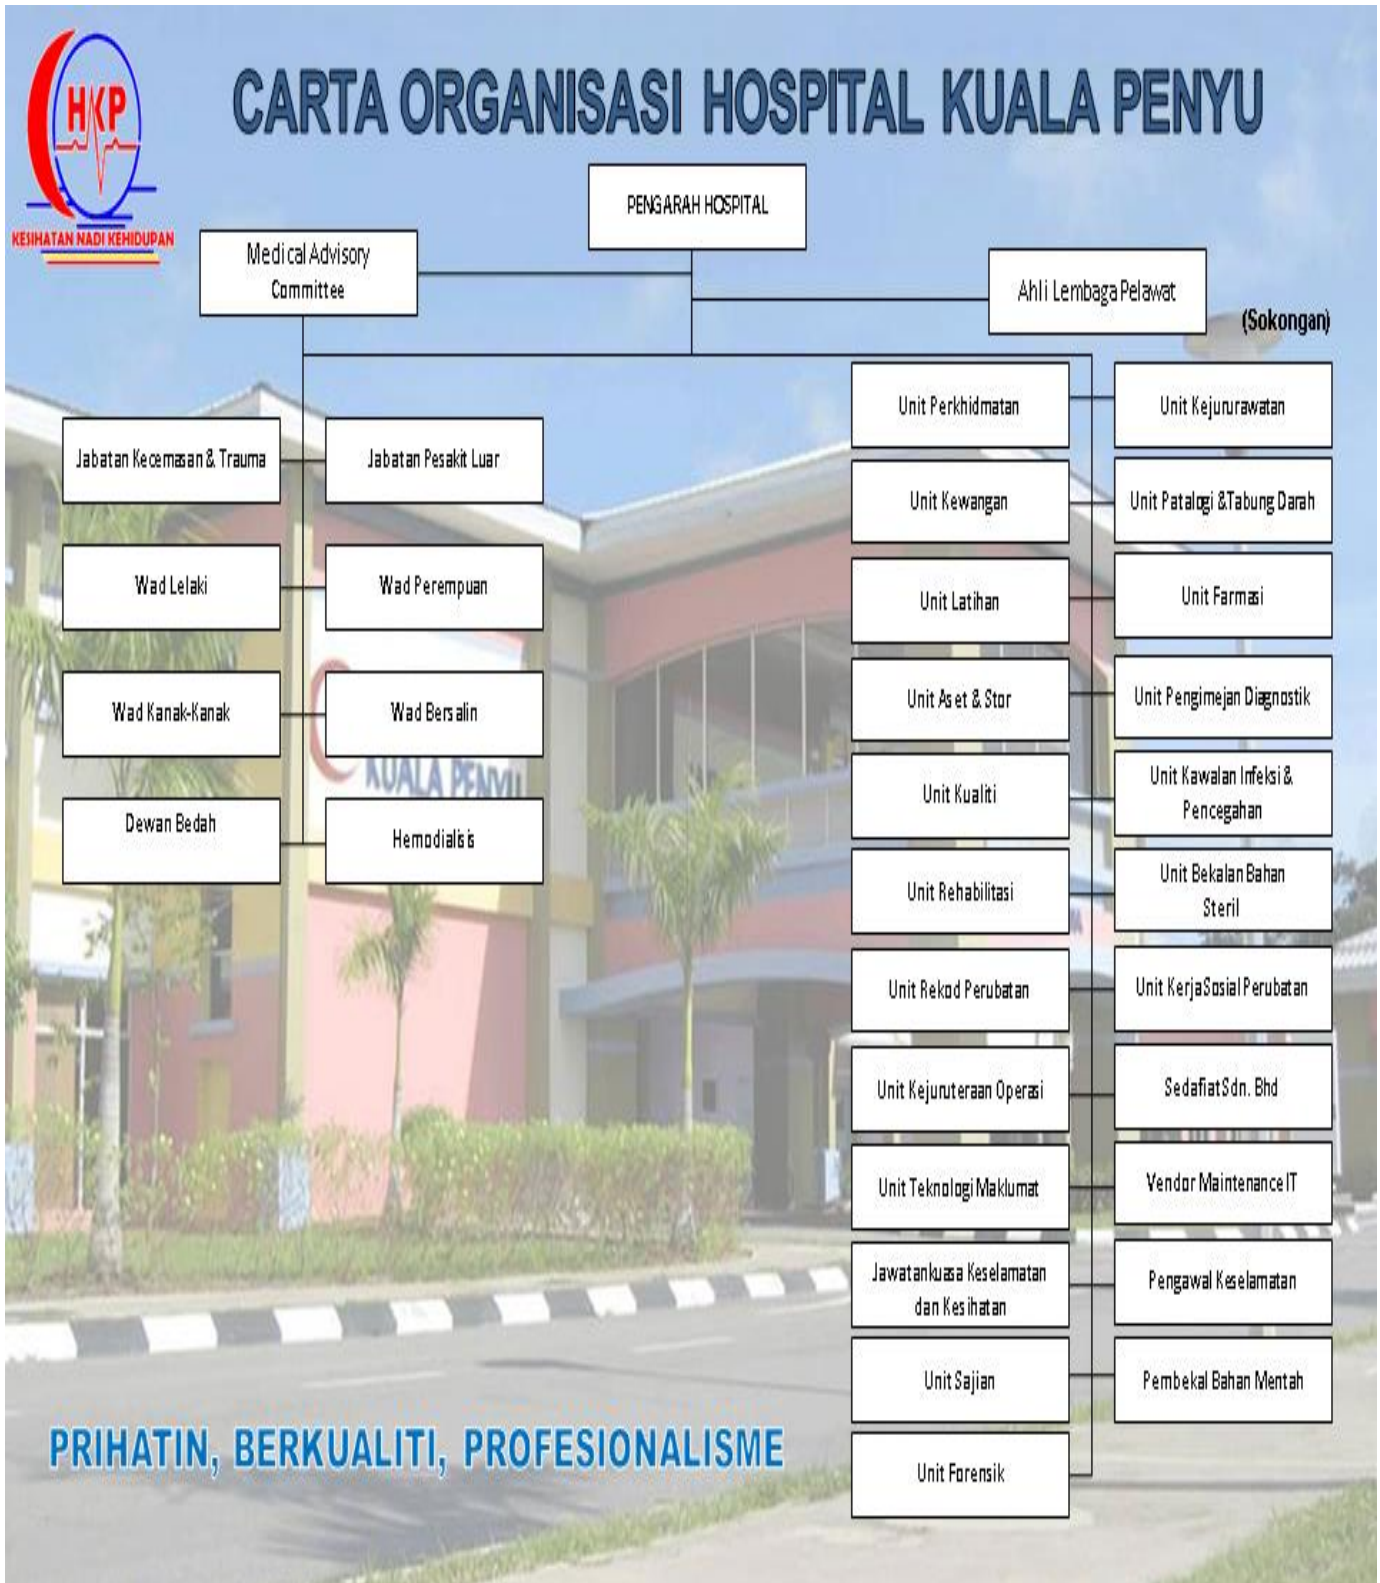 HKP
KESIHATAN NADI KEHIDUPAN
CARTA ORGANISASI HOSPITAL KUALA PENYU
PENGARAH HOSPITAL
Medical Advisory
Committee
Ahli Lembaga Pelawat
(Sokongan)
Jabatan Kecemasan & Trauma
Jabatan Pesakit Luar
Wad Lelaki
Wad Perempuan
Wad Kanak-Kanak
Wad Bersalin
KUALA PENYU
Dewan Bedah
Hemodialisis
Unit Perkhidmatan
Unit Kejururawatan
Unit Kewangan
Unit Patalogi & Tabung Darah
Unit Latihan
Unit Farmasi
Unit Aset & Stor
Unit Pengimejan Diagnostik
Unit Kualiti
Unit Kawalan Infeksi &
Pencegahan
Unit Rehabilitasi
Unit Bekalan Bahan
Steril
Unit Rekod Perubatan
Unit Kerja Sosial Perubatan
Unit Kejuruteraan Operasi
Sedafiat Sdn. Bhd
Unit Teknologi Maklumat
Vendor Maintenance IT
Jawatankuasa Keselamatan
dan Kesihatan
Pengawal Keselamatan
Unit Sajian
Pembekal Bahan Mentah
Unit Forensik
PRIHATIN, BERKUALITI, PROFESIONALISME